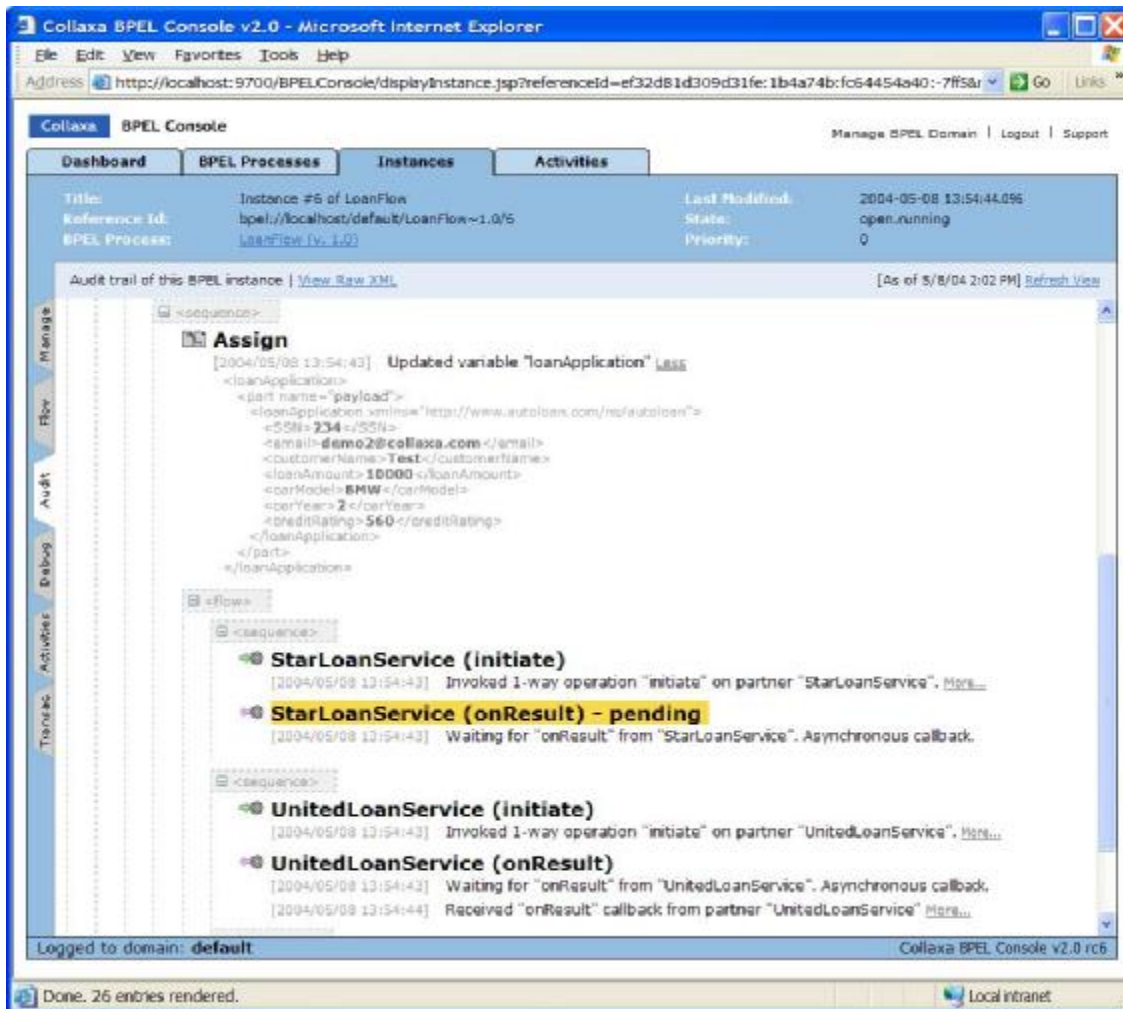 Collaxa BPEL Console v2.0 - Microsoft Internet Explorer
File Edit View Favorites Tools Help
Address http://localhost:9700/BPELConsole/displayInstance.jsp?referenceId=ef32d81d309d31fe:1b4a74b:fc64454a40:-7ff5&r Go Links »
Collaxa BPEL Console
Manage BPEL Domain | Logout | Support
Dashboard BPEL Processes Instances Activities
Title: Instance #6 of LoanFlow Last Modified: 2004-05-08 13:54:44.096
Reference Id: bpel://localhost/default/LoanFlow~1.0/6 State: open.running
BPEL Process: LoanFlow (v. 1.0) Priority: 0
Audit trail of this BPEL instance | View Raw XML [As of 5/8/04 2:02 PM] Refresh View
Manage
Flow
Audit
Debug
Activities
<sequence>
Assign
[2004/05/08 13:54:43] Updated variable "loanApplication" Less
<loanApplication>
<part name="payload">
<loanApplication xmlns="http://www.autoloan.com/ns/autoloan">
<SSN>234</SSN>
<email>demo2@collaxa.com</email>
<customerName>Test</customerName>
<loanAmount>10000</loanAmount>
<carModel>BMW</carModel>
<carYear>2</carYear>
<creditRating>560</creditRating>
</loanApplication>
</part>
</loanApplication>
<flow>
<sequence>
StarLoanService (initiate)
[2004/05/08 13:54:43] Invoked 1-way operation "initiate" on partner "StarLoanService". More...
StarLoanService (onResult) - pending
[2004/05/08 13:54:43] Waiting for "onResult" from "StarLoanService". Asynchronous callback.
<sequence>
UnitedLoanService (initiate)
[2004/05/08 13:54:43] Invoked 1-way operation "initiate" on partner "UnitedLoanService". More...
UnitedLoanService (onResult)
[2004/05/08 13:54:43] Waiting for "onResult" from "UnitedLoanService". Asynchronous callback.
[2004/05/08 13:54:44] Received "onResult" callback from partner "UnitedLoanService" More...
Logged to domain: default Collaxa BPEL Console v2.0 rc6
Done. 26 entries rendered. Local intranet